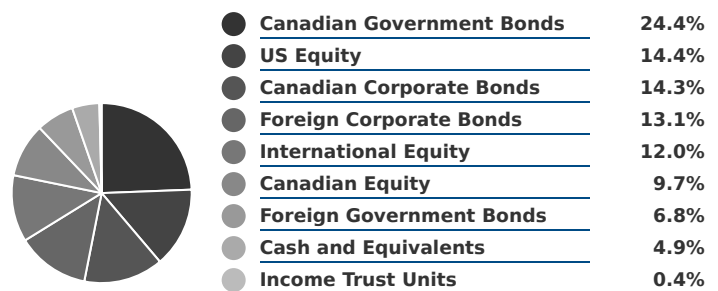 Canadian Government Bonds 24.4%
US Equity 14.4%
Canadian Corporate Bonds 14.3%
Foreign Corporate Bonds 13.1%
International Equity 12.0%
Canadian Equity 9.7%
Foreign Government Bonds 6.8%
Cash and Equivalents 4.9%
Income Trust Units 0.4%